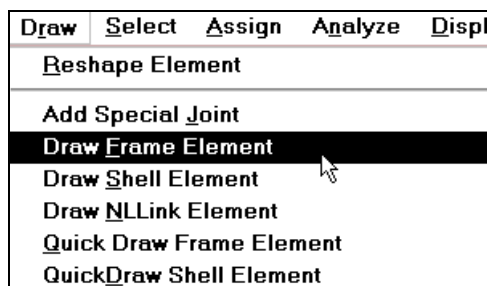 Draw Select Assign Analyze Displ
Reshape Element
Add Special Joint
Draw Frame Element
Draw Shell Element
Draw NLLink Element
Quick Draw Frame Element
QuickDraw Shell Element